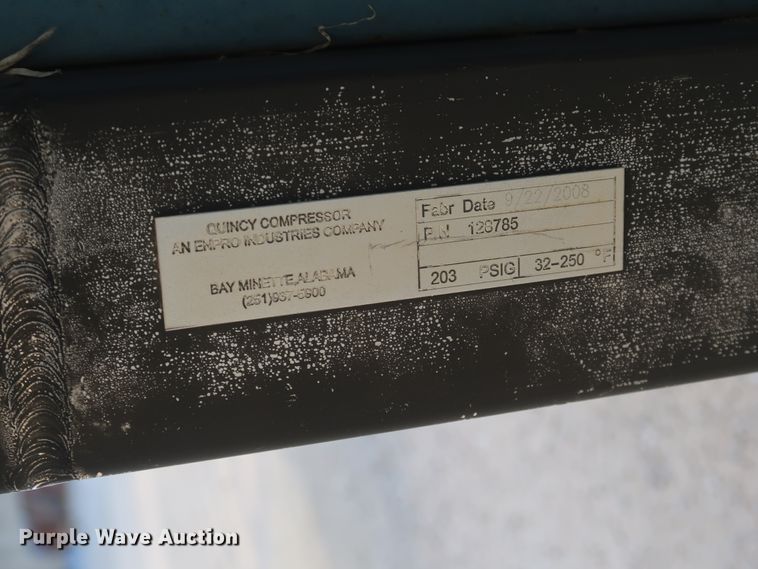 QUINCY COMPRESSOR
AN ENPRO INDUSTRIES COMPANY
BAY MINETTE, ALABAMA
(251)937-5900
Fabr Date 9/22/2008
P/N 128785
203 PSIG 32-250 °F
Purple Wave Auction